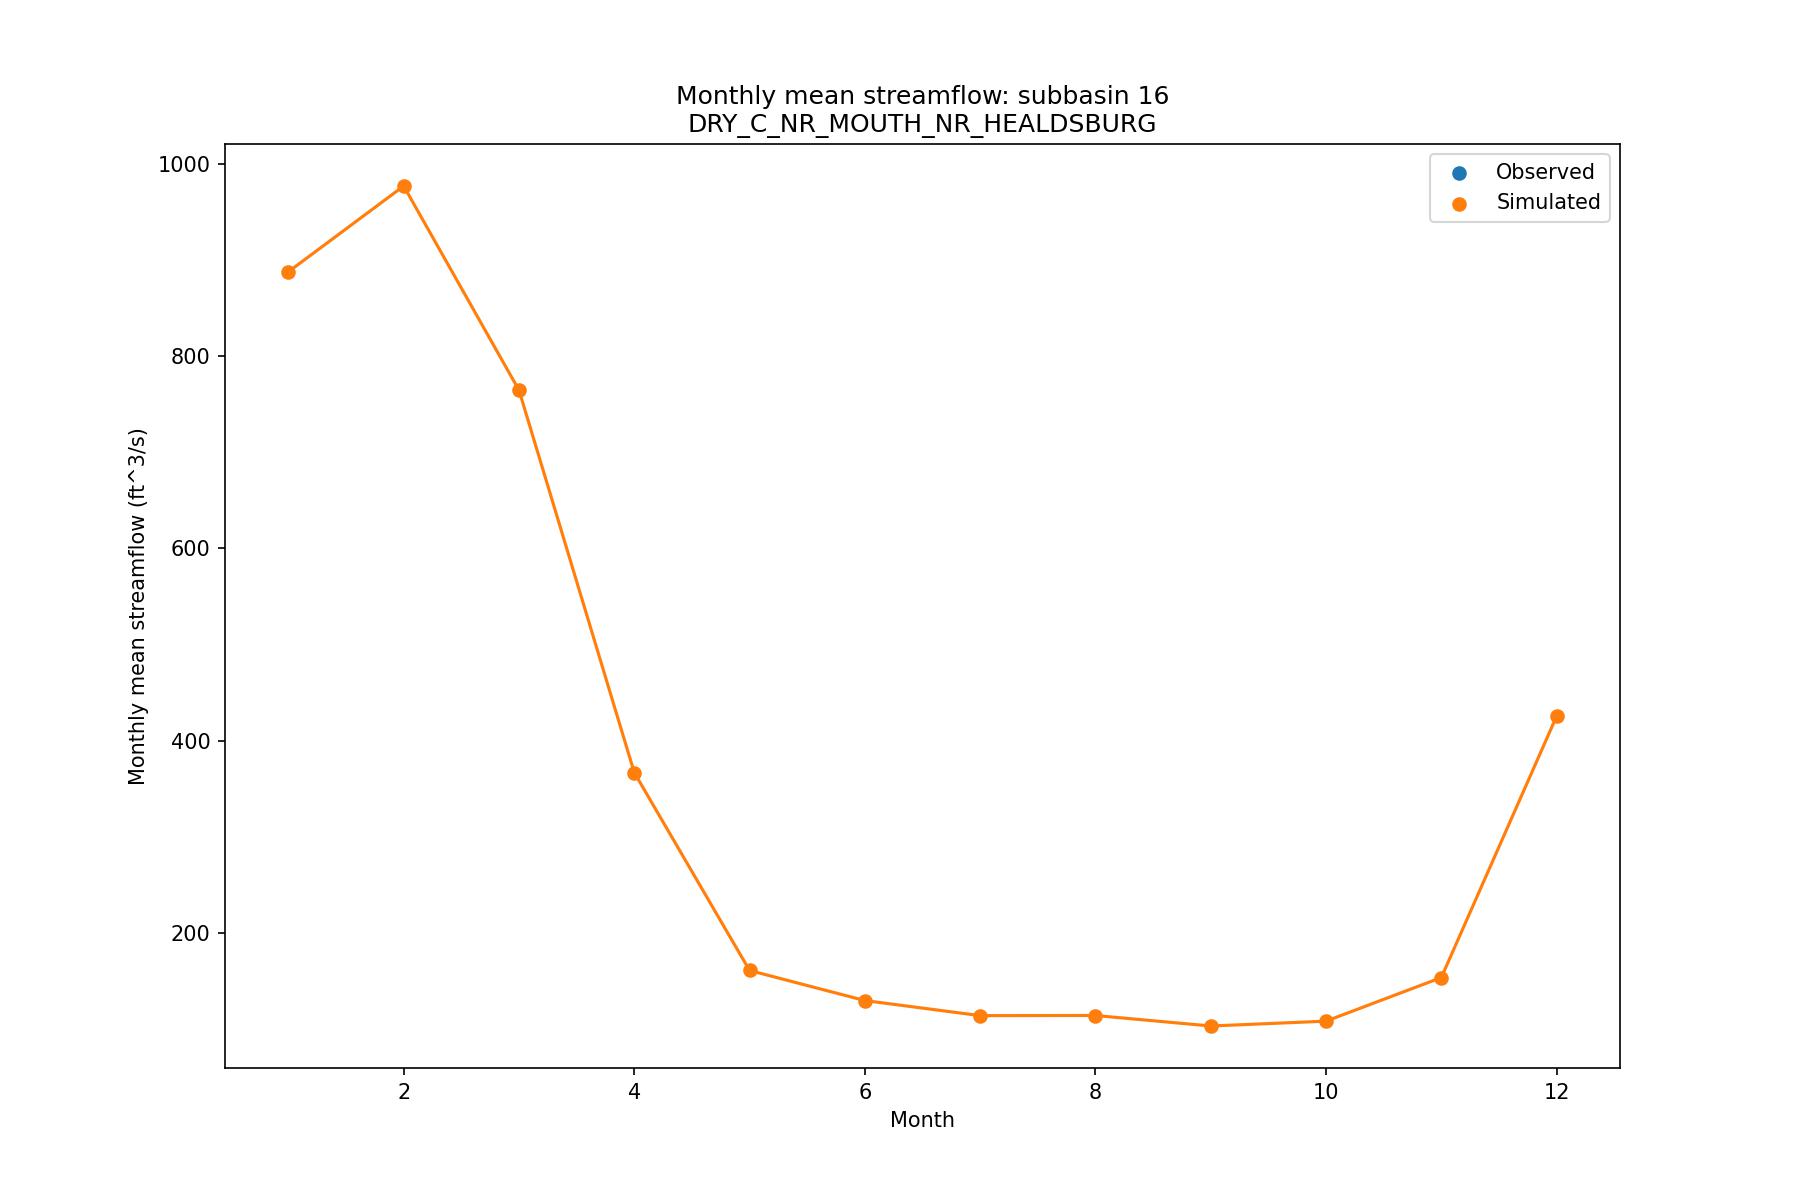 Monthly mean streamflow: subbasin 16
DRY_C_NR_MOUTH_NR_HEALDSBURG
Observed
Simulated
Monthly mean streamflow (ft^3/s)
1000
800
600
400
200
2 4 6 8 10 12
Month